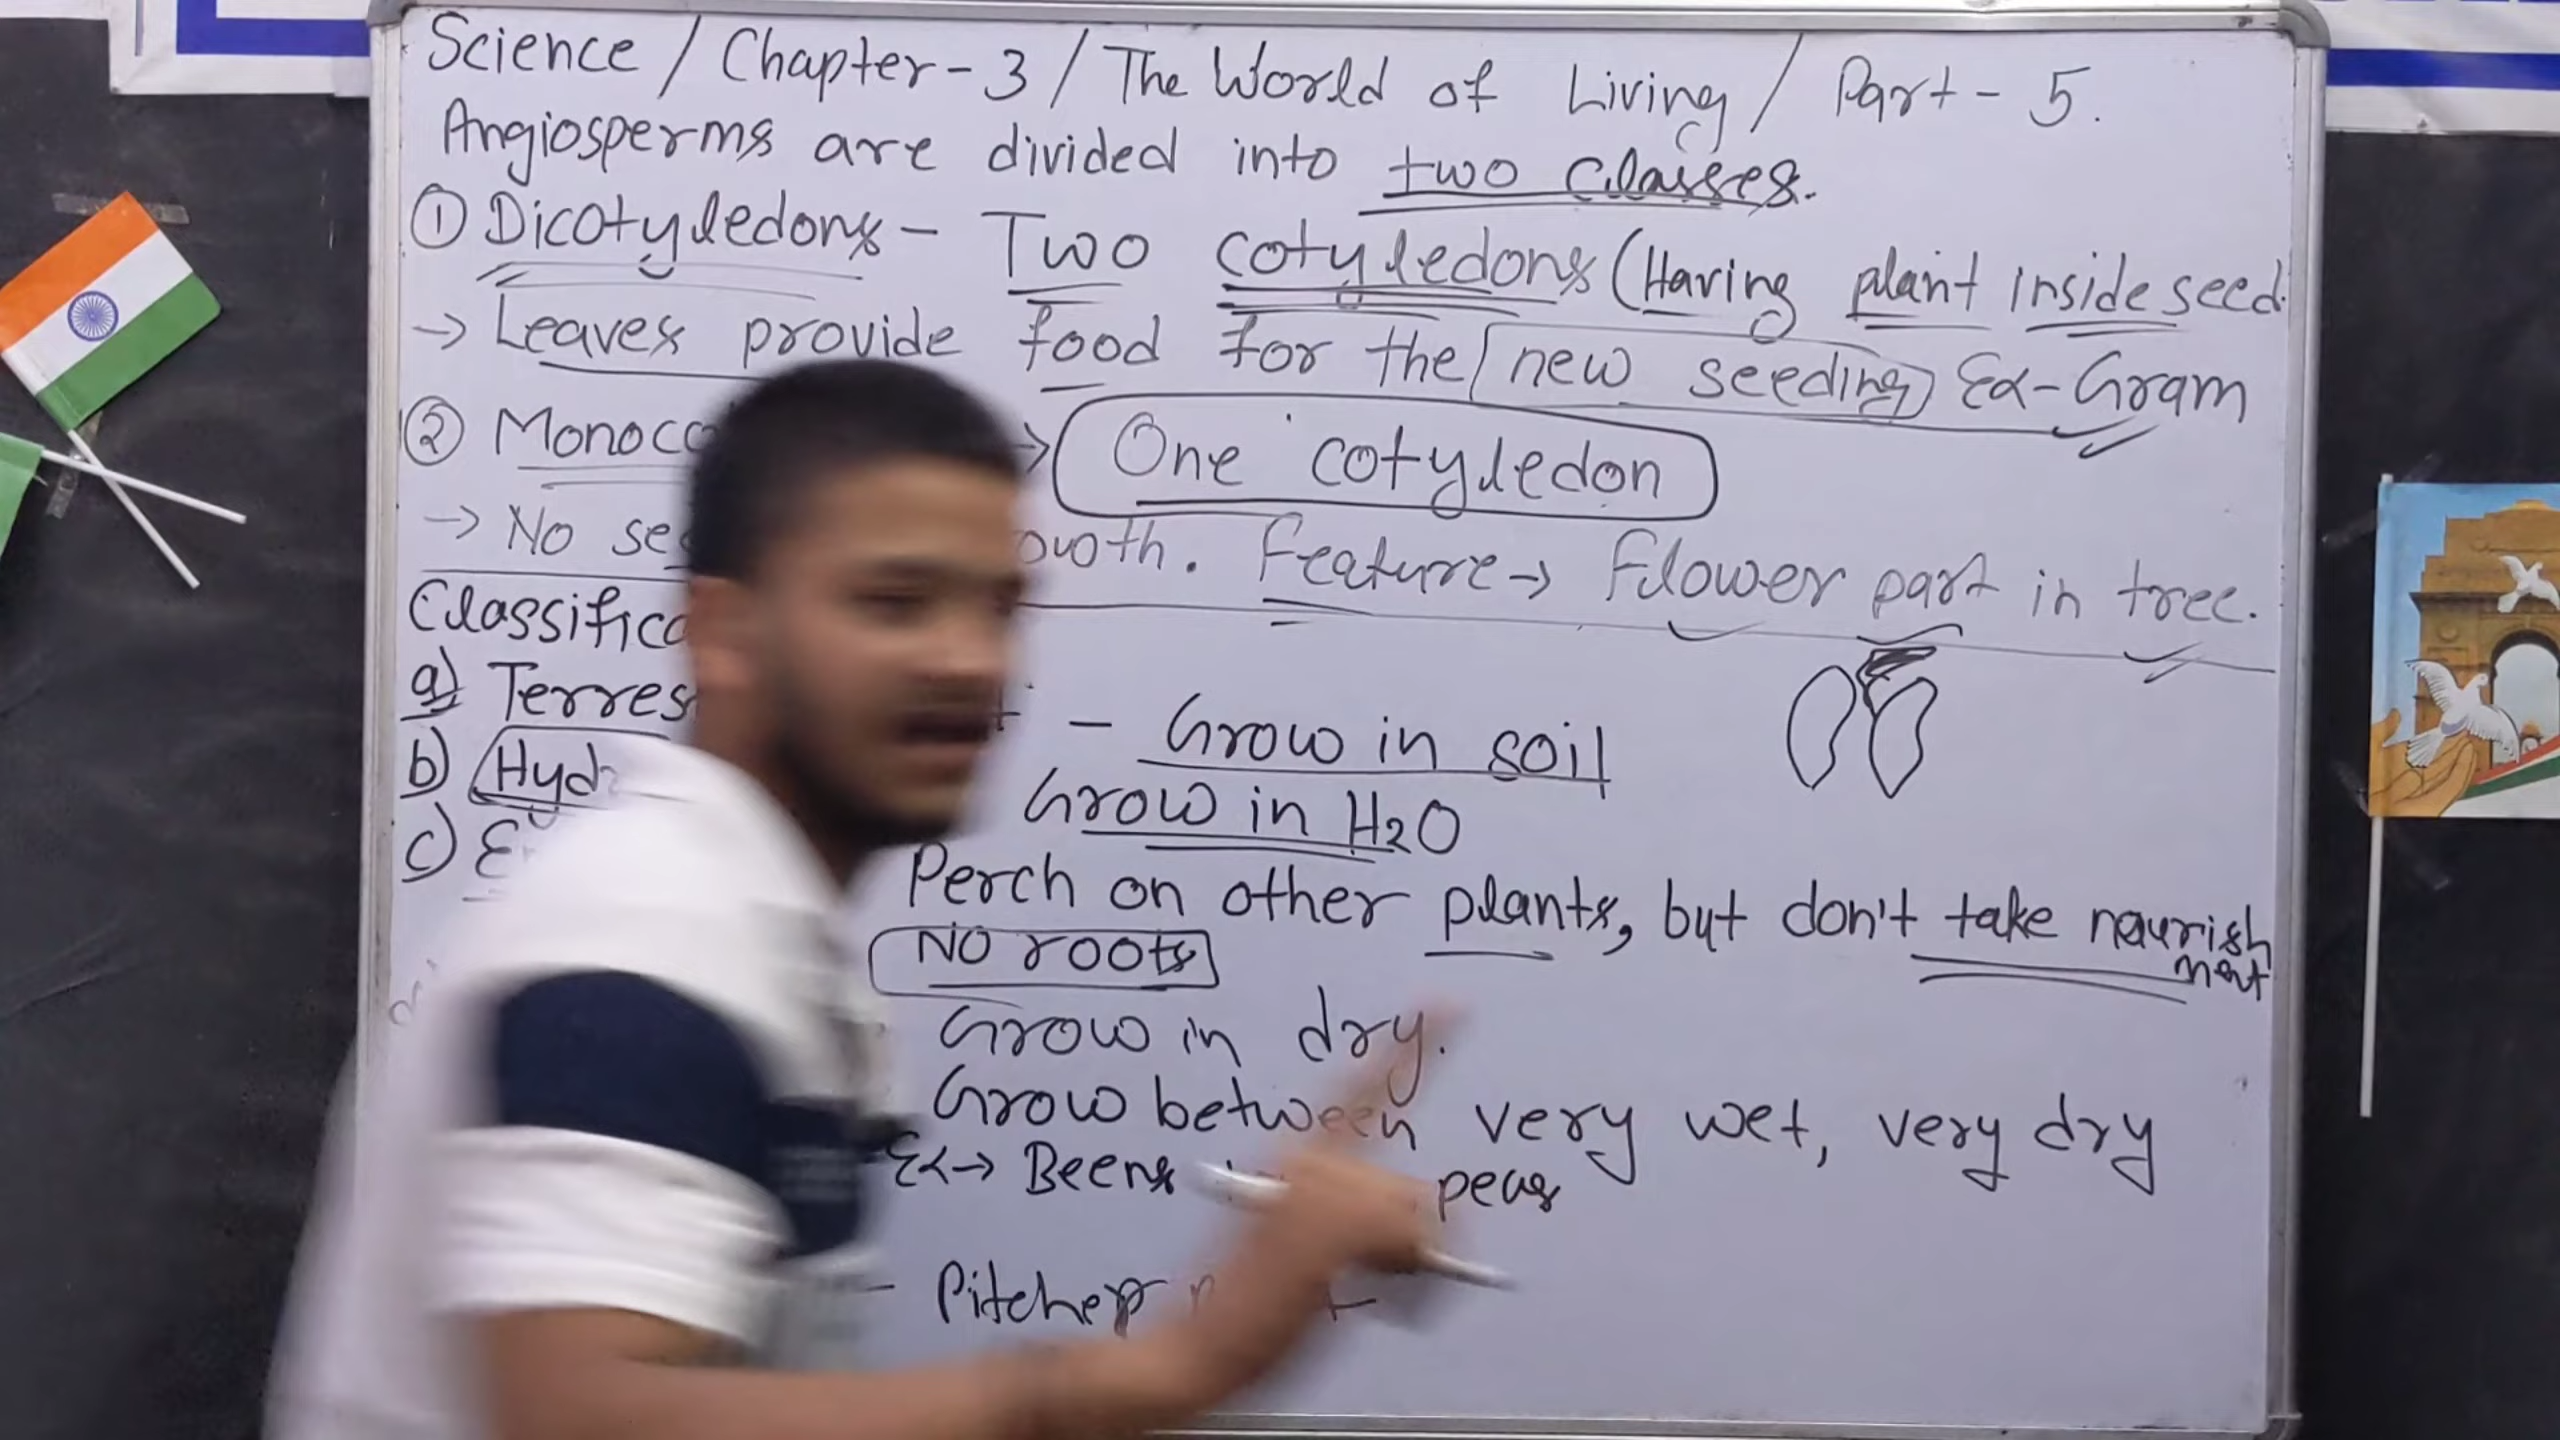 Science / Chapter - 3 / The World of Living / Part - 5.
Angiosperms are divided into two classes.
① Dicotyledons - Two cotyledons (Having plant inside seed
→ Leaves provide food for the new seeding Ex - Gram
② Monoco → One cotyledon
→ No se owth. Feature → Flower part in tree.
Classifica
a) Terres - Grow in soil
b) Hyd Grow in H2O
c) E Perch on other plants, but don't take naurishment
NO roots
Grow in dry.
Grow between very wet, very dry
Ex → Beens peas
- Pitcher